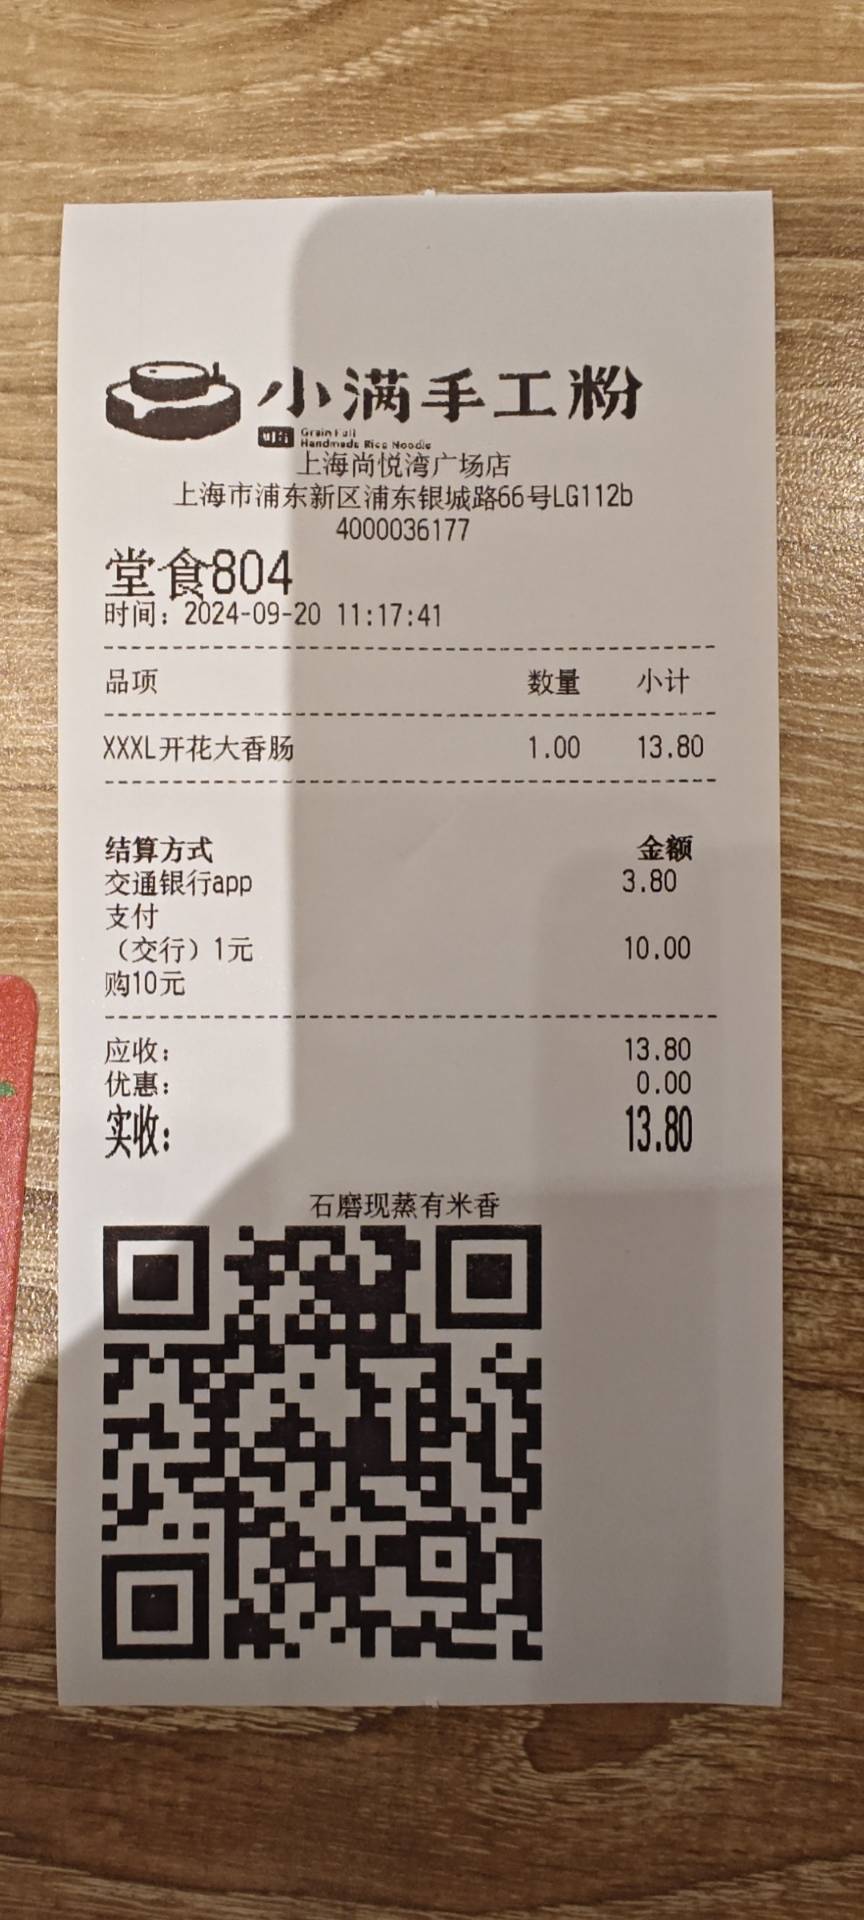 小满手工粉
Grain Full
Handmade Rice Noodle
上海尚悦湾广场店
上海市浦东新区浦东银城路66号LG112b
4000036177
堂食804
时间：2024-09-20 11:17:41
品项 数量 小计
XXXL开花大香肠 1.00 13.80
结算方式 金额
交通银行app 3.80
支付
（交行）1元 10.00
购10元
应收： 13.80
优惠： 0.00
实收： 13.80
石磨现蒸有米香